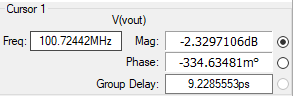 Cursor 1
V(vout)
Freq: 100.72442MHz Mag: -2.3297106dB
Phase: -334.63481m°
Group Delay: 9.2285553ps